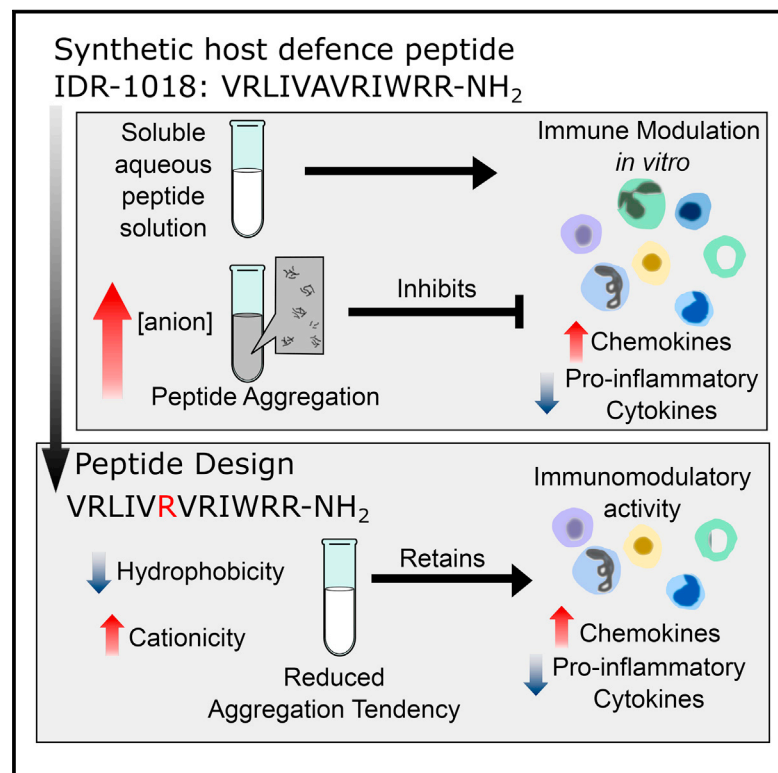 Synthetic host defence peptide
IDR-1018: VRLIVAVRIWRR-NH₂
Soluble
aqueous
peptide
solution
Immune Modulation
in vitro
[anion]
Inhibits
Peptide Aggregation
Chemokines
Pro-inflammatory
Cytokines
Peptide Design
VRLIVRVRIWRR-NH₂
Hydrophobicity
Cationicity
Reduced
Aggregation Tendency
Retains
Immunomodulatory
activity
Chemokines
Pro-inflammatory
Cytokines